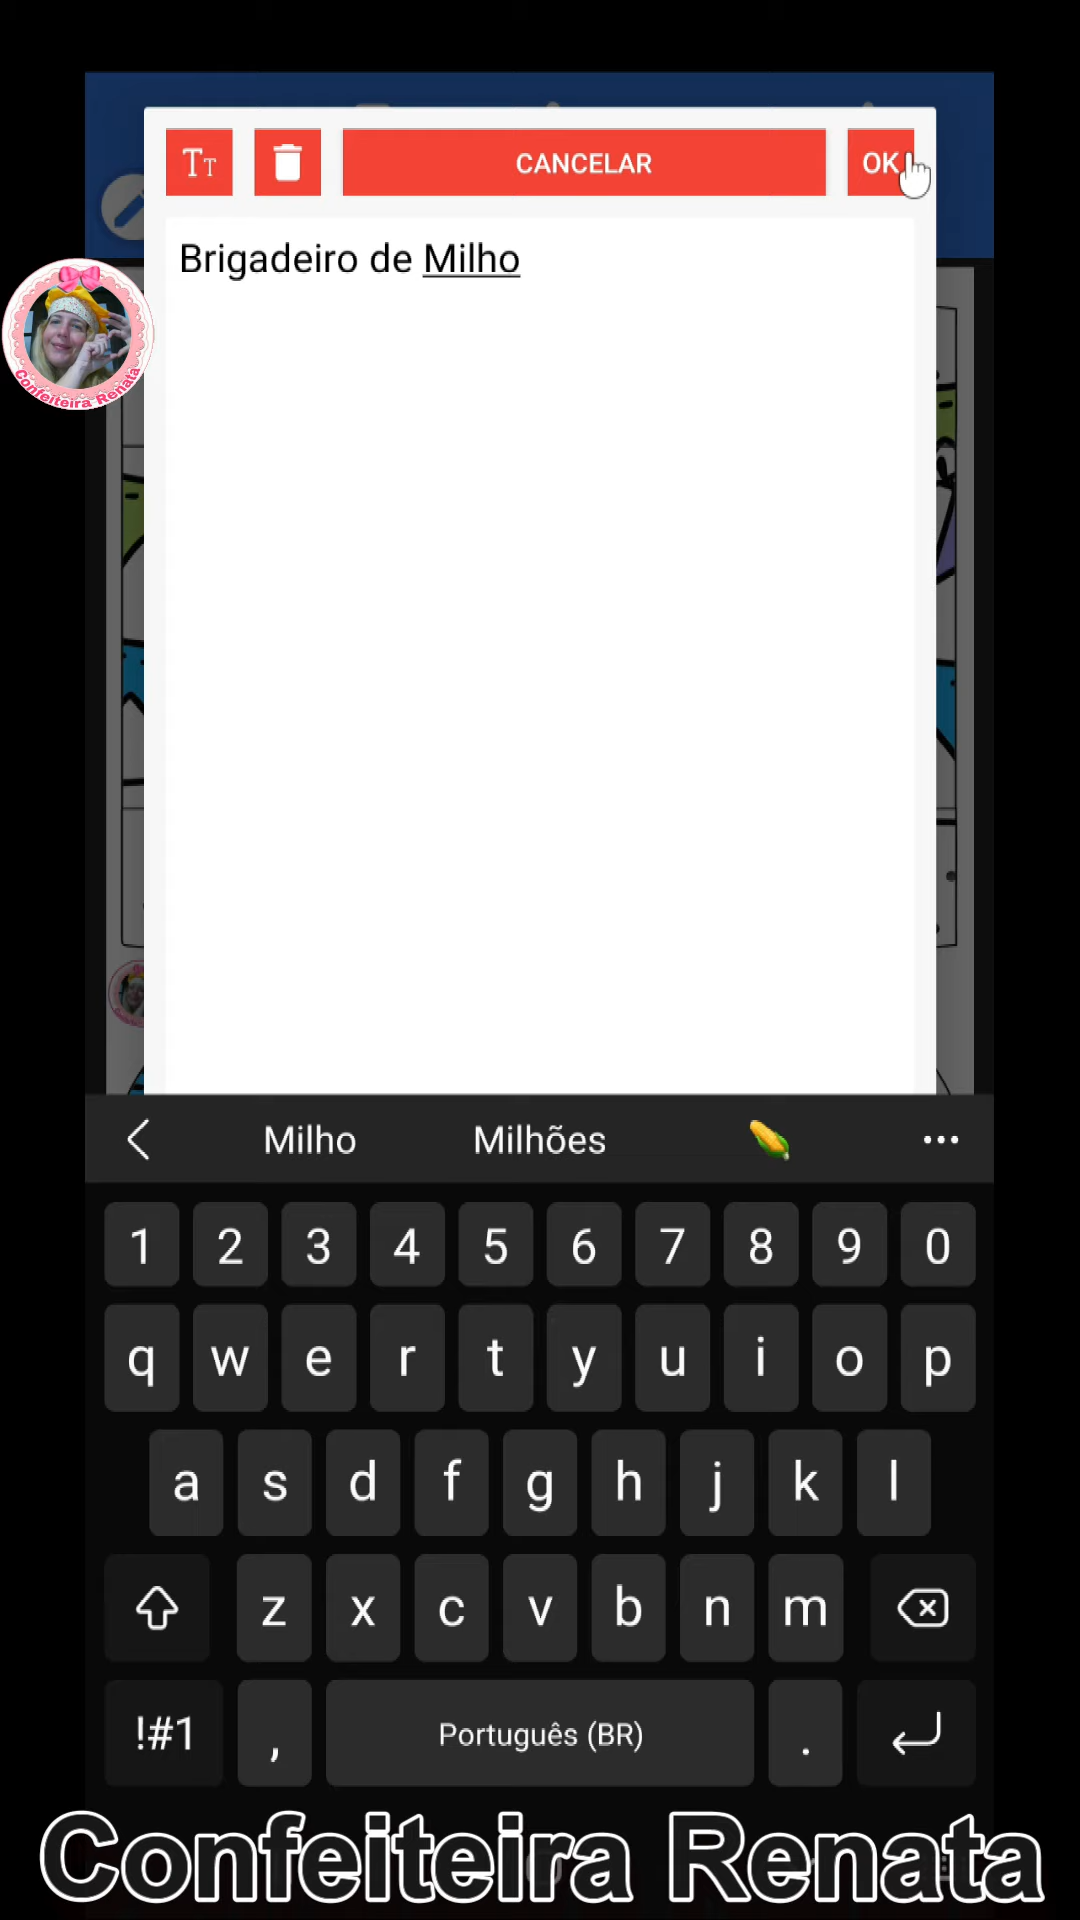 TT
CANCELAR
OK
Brigadeiro de Milho
Confeiteira Renata
Milho Milhões
1 2 3 4 5 6 7 8 9 0
q w e r t y u i o p
a s d f g h j k l
z x c v b n m
!#1 , Português (BR) .
Confeiteira Renata